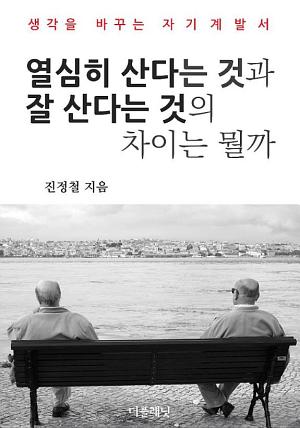 생각을 바꾸는 자기계발서
열심히 산다는 것과
잘 산다는 것의
차이는 뭘까
진정철 지음
더플래닛